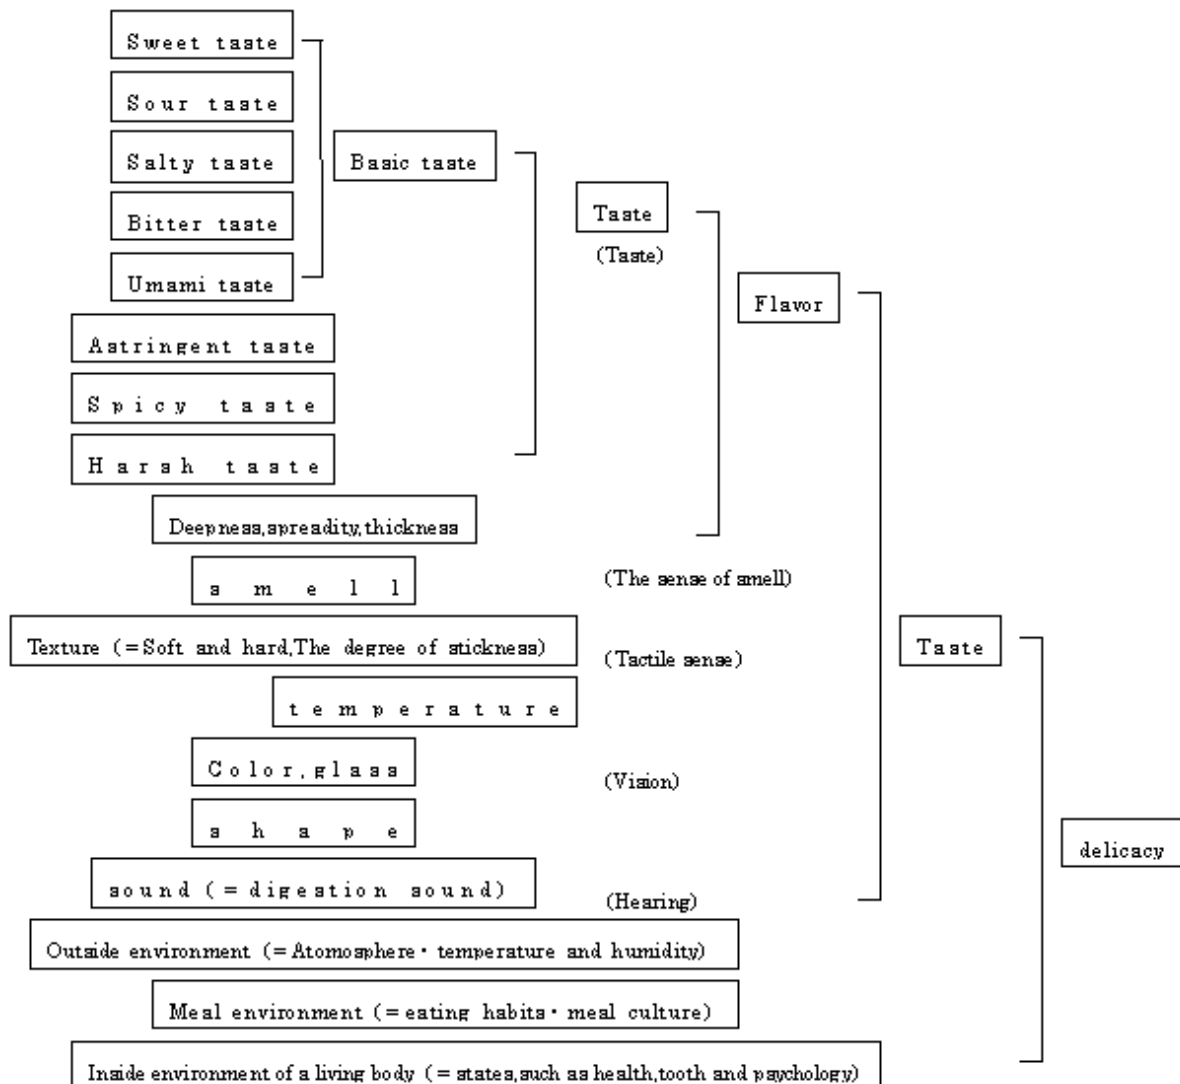 Sweet taste
Sour taste
Salty taste
Basic taste
Bitter taste
Taste
(Taste)
Umami taste
Flavor
Astringent taste
Spicy taste
Harsh taste
Deepness,spreadity,thickness
smell
(The sense of smell)
Texture (=Soft and hard,The degree of stickness)
(Tactile sense)
Taste
temperature
Color,glass
(Vision)
shape
delicacy
sound (=digestion sound)
(Hearing)
Outside environment (=Atomosphere・temperature and humidity)
Meal environment (=eating habits・meal culture)
Inside environment of a living body (=states,such as health,tooth and psychology)